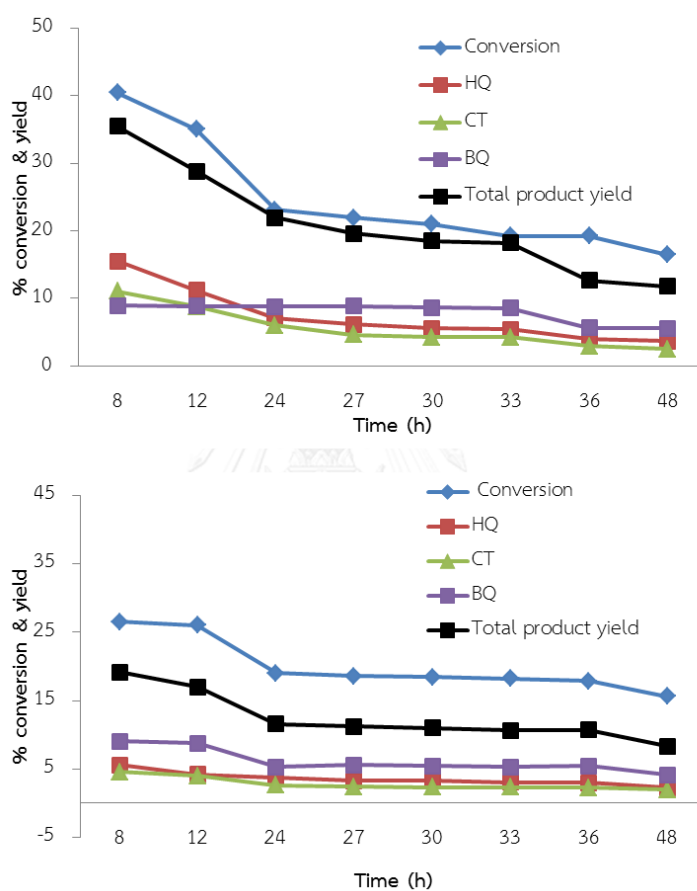 50
40
30
20
10
0
% conversion & yield
Conversion
HQ
CT
BQ
Total product yield
8 12 24 27 30 33 36 48
Time (h)
45
35
25
15
5
-5
% conversion & yield
Conversion
HQ
CT
BQ
Total product yield
8 12 24 27 30 33 36 48
Time (h)